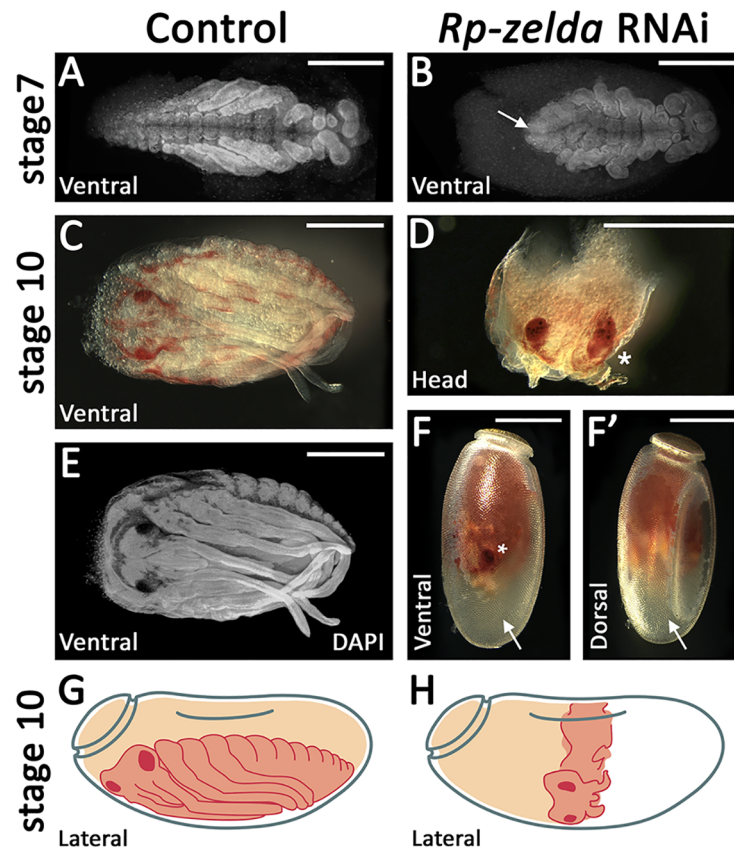 Control
Rp-zelda RNAi
stage7
A
Ventral
B
Ventral
stage 10
C
Ventral
D
*
Head
E
Ventral
DAPI
F
*
Ventral
F’
Dorsal
stage 10
G
Lateral
H
Lateral